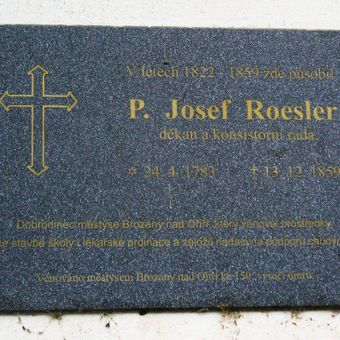 V létech 1822 - 1859 zde působil
P. Josef Roesler
děkan a konsistorní rada
* 24. 4. 1783 † 13. 12. 1859
Dobrodinec městyse Brozany nad Ohří, který věnoval prostředky
ke stavbě školy i lékařské ordinace a založil nadaci na podporu chudých
Věnováno městysem Brozany nad Ohří ke 150. výročí úmrtí